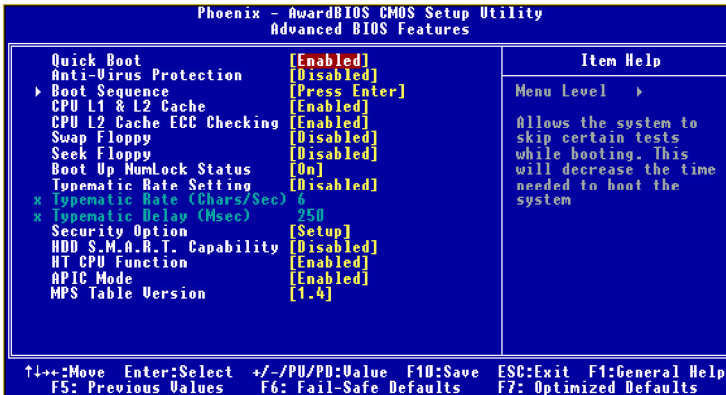 Phoenix - AwardBIOS CMOS Setup Utility
Advanced BIOS Features
Quick Boot [Enabled]
Anti-Virus Protection [Disabled]
Boot Sequence [Press Enter]
CPU L1 & L2 Cache [Enabled]
CPU L2 Cache ECC Checking [Enabled]
Swap Floppy [Disabled]
Seek Floppy [Disabled]
Boot Up NumLock Status [On]
Typematic Rate Setting [Disabled]
x Typematic Rate (Chars/Sec) 6
x Typematic Delay (Msec) 250
Security Option [Setup]
HDD S.M.A.R.T. Capability [Disabled]
HT CPU Function [Enabled]
APIC Mode [Enabled]
MPS Table Version [1.4]
Item Help
Menu Level
Allows the system to
skip certain tests
while booting. This
will decrease the time
needed to boot the
system
↑↓→←:Move Enter:Select +/-/PU/PD:Value F10:Save ESC:Exit F1:General Help
F5: Previous Values F6: Fail-Safe Defaults F7: Optimized Defaults